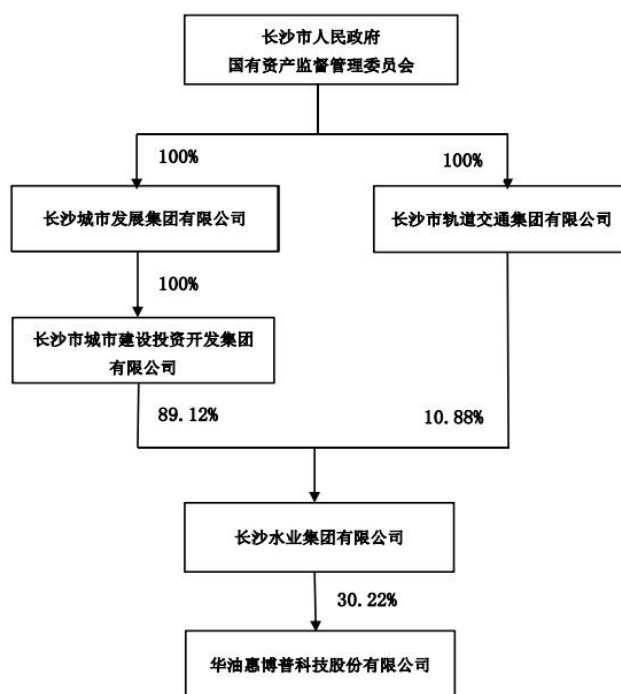 长沙市人民政府
国有资产监督管理委员会
100%
100%
长沙城市发展集团有限公司
长沙市轨道交通集团有限公司
100%
长沙市城市建设投资开发集团
有限公司
89.12%
10.88%
长沙水业集团有限公司
30.22%
华油惠博普科技股份有限公司